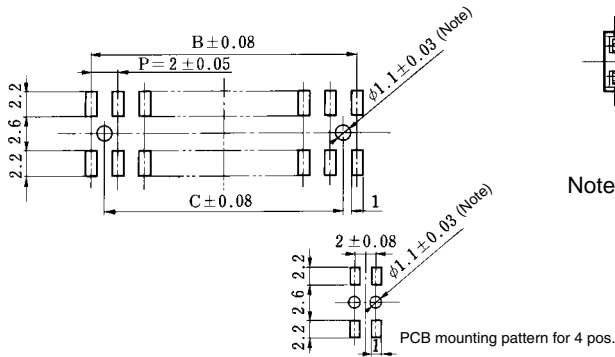 B±0.08
P=2±0.05
ϕ1.1±0.03 (Note)
2.2
2.6
2.2
C±0.08
1
Note
2±0.08
ϕ1.1±0.03 (Note)
2.2
2.6
2.2
1
PCB mounting pattern for 4 pos.